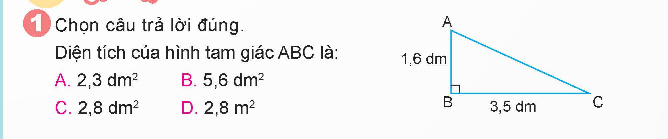 1 Chọn câu trả lời đúng.
Diện tích của hình tam giác ABC là:
A. 2,3 dm² B. 5,6 dm²
C. 2,8 dm² D. 2,8 m²
A
1,6 dm
B 3,5 dm C